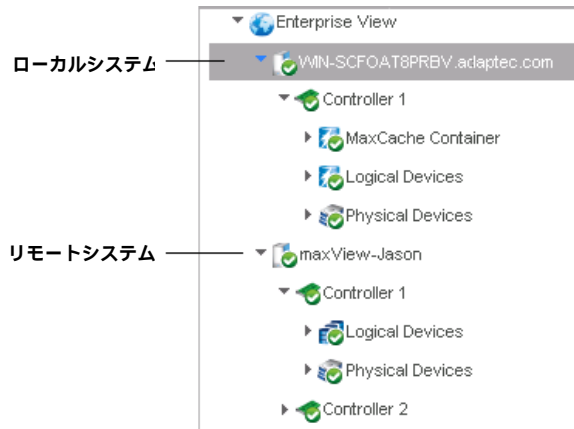 Enterprise View
ローカルシステム
WIN-SCFOAT8PRBV.adaptec.com
Controller 1
MaxCache Container
Logical Devices
Physical Devices
リモートシステム
maxView-Jason
Controller 1
Logical Devices
Physical Devices
Controller 2